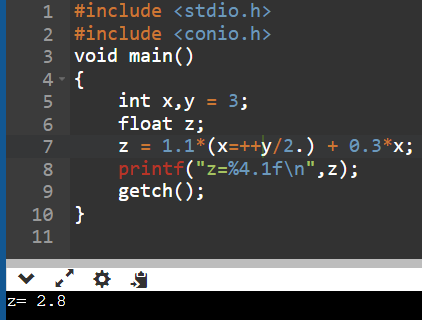 1 #include <stdio.h>
2 #include <conio.h>
3 void main()
4 {
5 int x,y = 3;
6 float z;
7 z = 1.1*(x=++y/2.) + 0.3*x;
8 printf("z=%4.1f\n",z);
9 getch();
10 }
11
z= 2.8